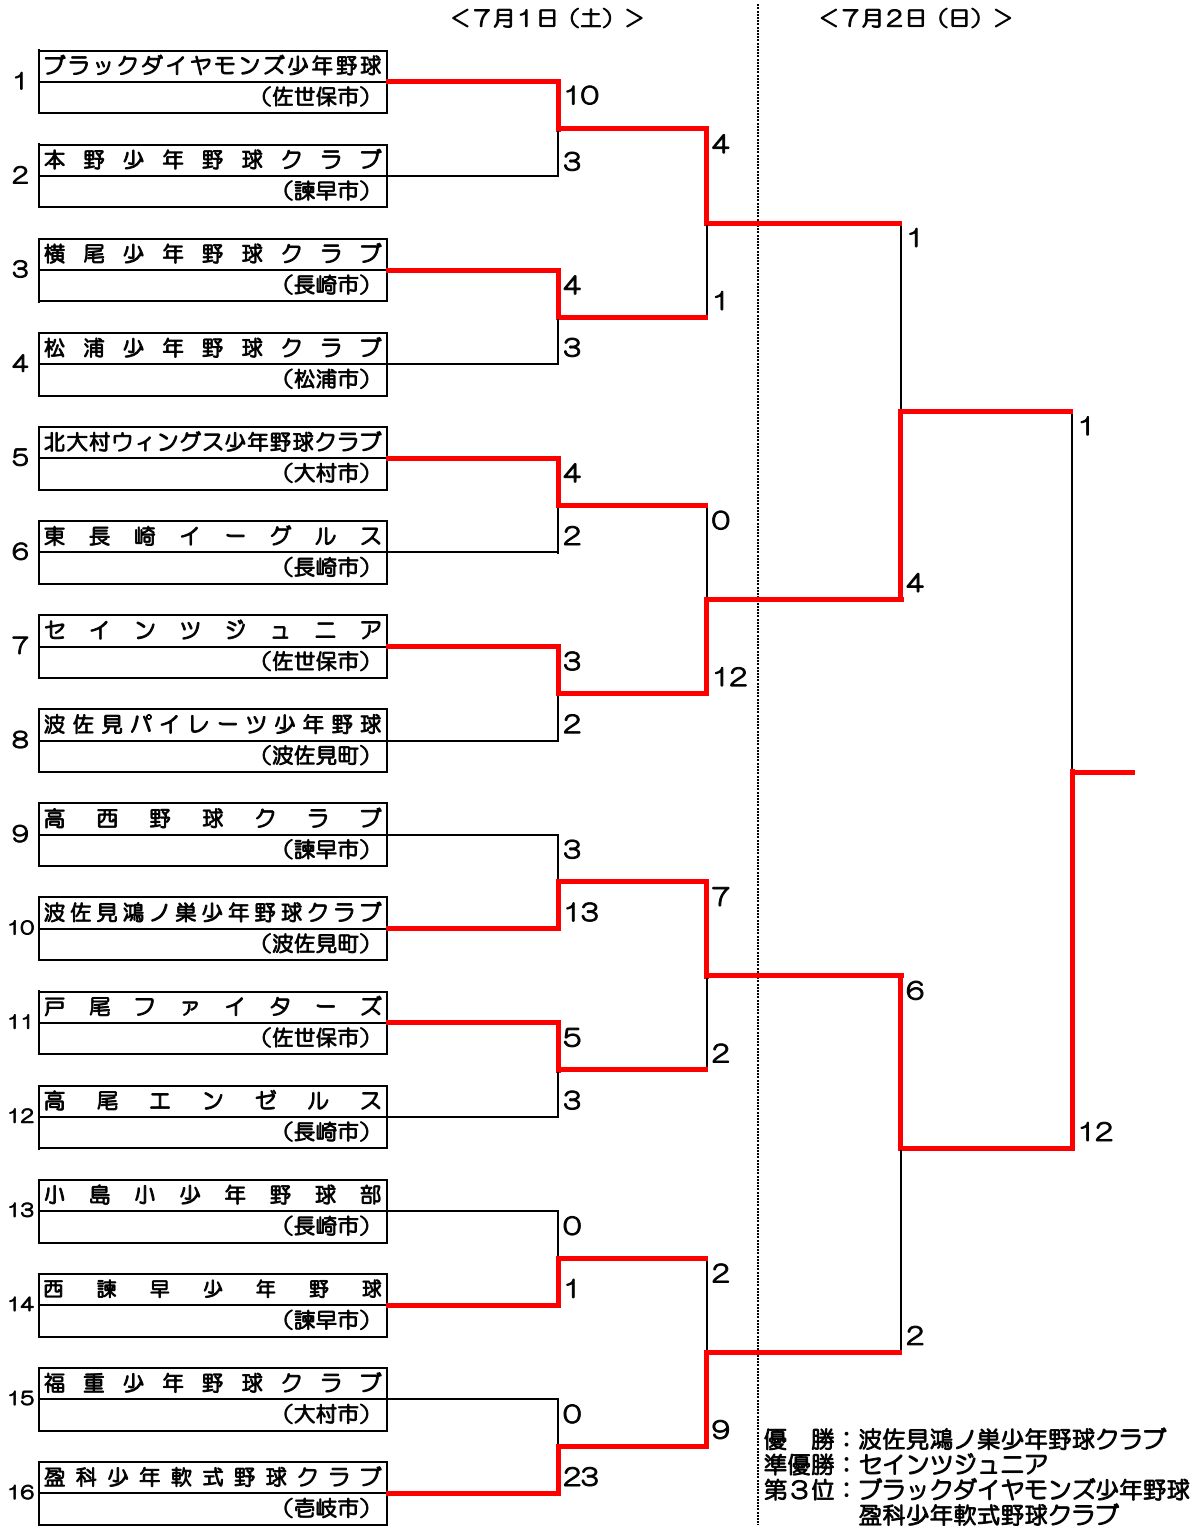 ＜７月１日（土）＞
＜７月２日（日）＞
1
ブラックダイヤモンズ少年野球
（佐世保市）
10
4
2
本野少年野球クラブ
（諫早市）
3
1
3
横尾少年野球クラブ
（長崎市）
4
1
4
松浦少年野球クラブ
（松浦市）
3
1
5
北大村ウィングス少年野球クラブ
（大村市）
4
0
6
東長崎イーグルス
（長崎市）
2
4
7
セインツジュニア
（佐世保市）
3
12
8
波佐見パイレーツ少年野球
（波佐見町）
2
9
高西野球クラブ
（諫早市）
3
7
10
波佐見鴻ノ巣少年野球クラブ
（波佐見町）
13
6
11
戸尾ファイターズ
（佐世保市）
5
2
12
高尾エンゼルス
（長崎市）
3
12
13
小島小少年野球部
（長崎市）
0
2
14
西諫早少年野球
（諫早市）
1
2
15
福重少年野球クラブ
（大村市）
0
9
16
盈科少年軟式野球クラブ
（壱岐市）
23
優　勝：波佐見鴻ノ巣少年野球クラブ
準優勝：セインツジュニア
第３位：ブラックダイヤモンズ少年野球
盈科少年軟式野球クラブ